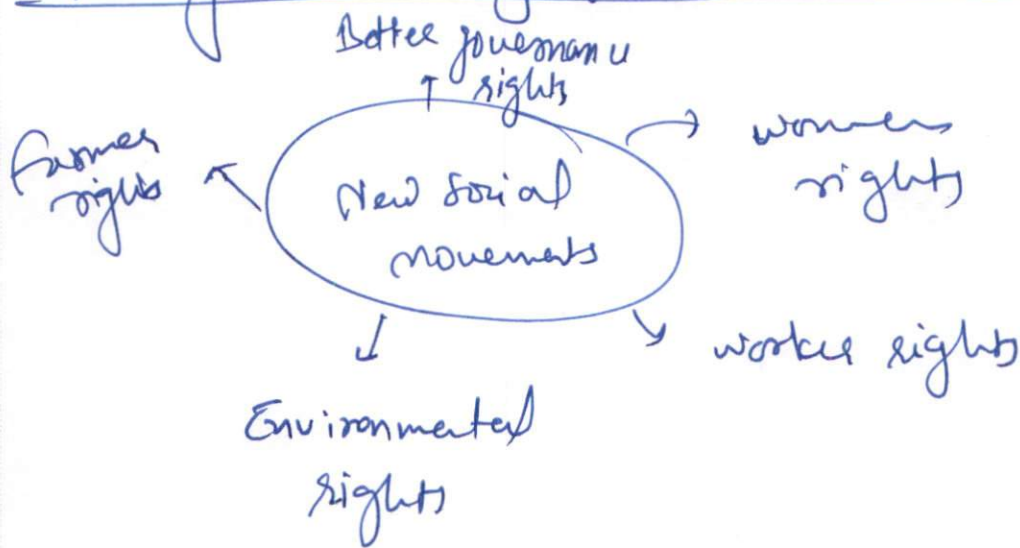 Better governance
rights
women
rights
Farmer
rights
New social
movements
worker rights
Environmental
rights